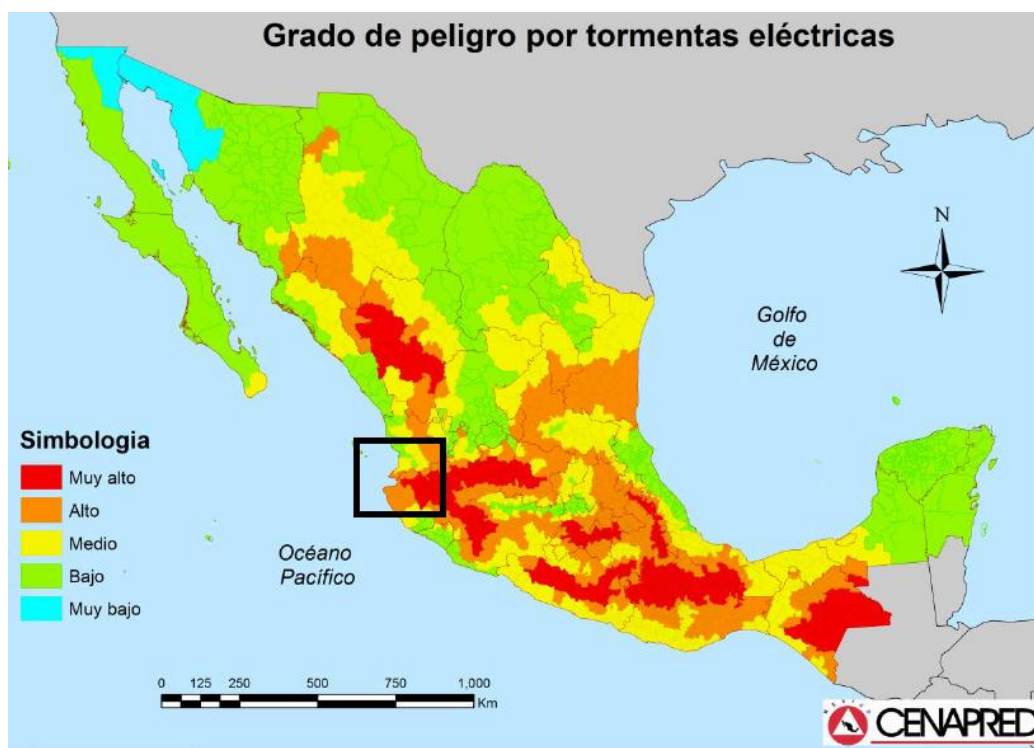 Grado de peligro por tormentas eléctricas
N
Golfo
de
México
Simbologia
Muy alto
Alto
Medio
Bajo
Muy bajo
Océano
Pacífico
0 125 250 500 750 1,000
Km
MÉXICO
CENAPRED